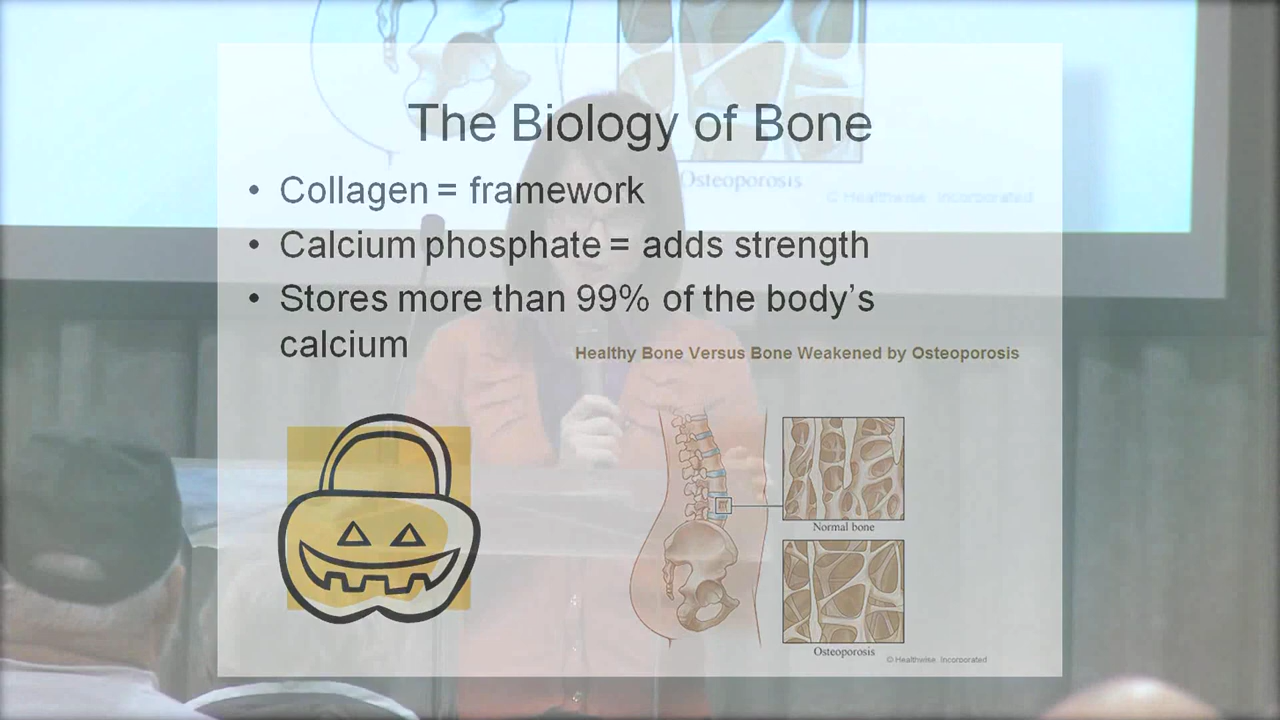 The Biology of Bone
• Collagen = framework
Osteoporosis
© Healthwise, Incorporated
• Calcium phosphate = adds strength
• Stores more than 99% of the body's
calcium
Healthy Bone Versus Bone Weakened by Osteoporosis
Normal bone
Osteoporosis
© Healthwise, Incorporated